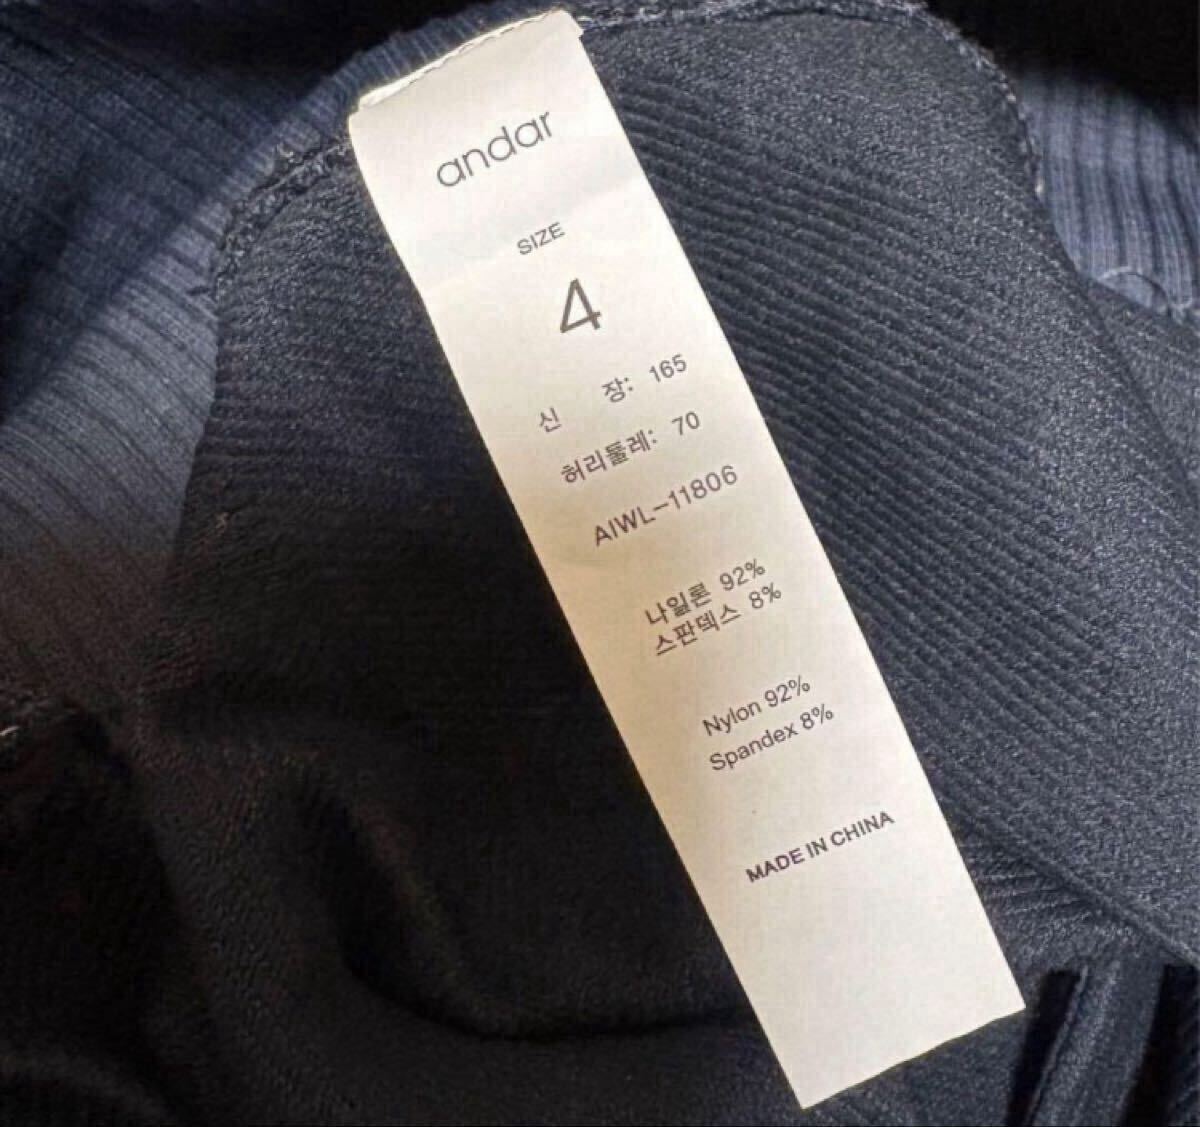 andar
SIZE
4
신 장: 165
허리둘레: 70
AIWL-11806
나일론 92%
스판덱스 8%
Nylon 92%
Spandex 8%
MADE IN CHINA